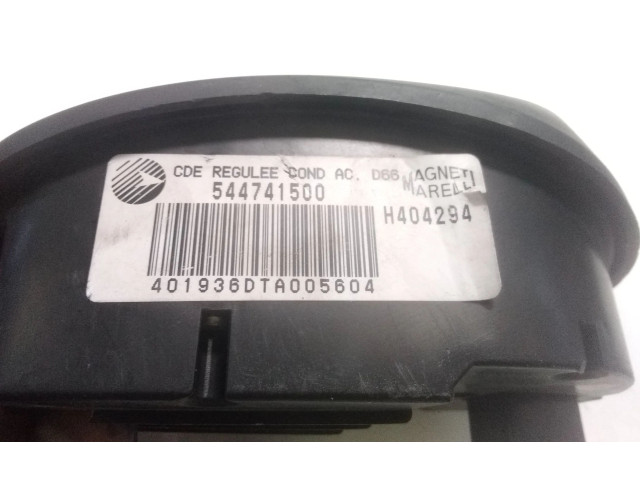 CDE REGULEE COND AC. D66
MAGNETI
MARELLI
544741500
H404294
401936DTA005604